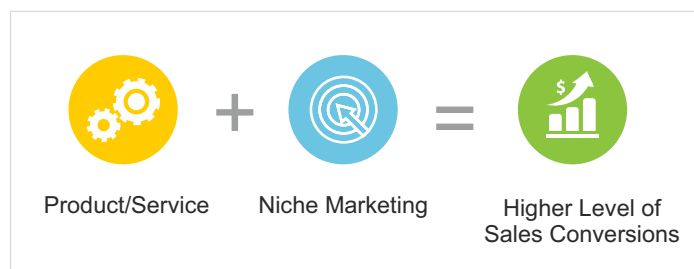 +
=
$
Product/Service
Niche Marketing
Higher Level of
Sales Conversions